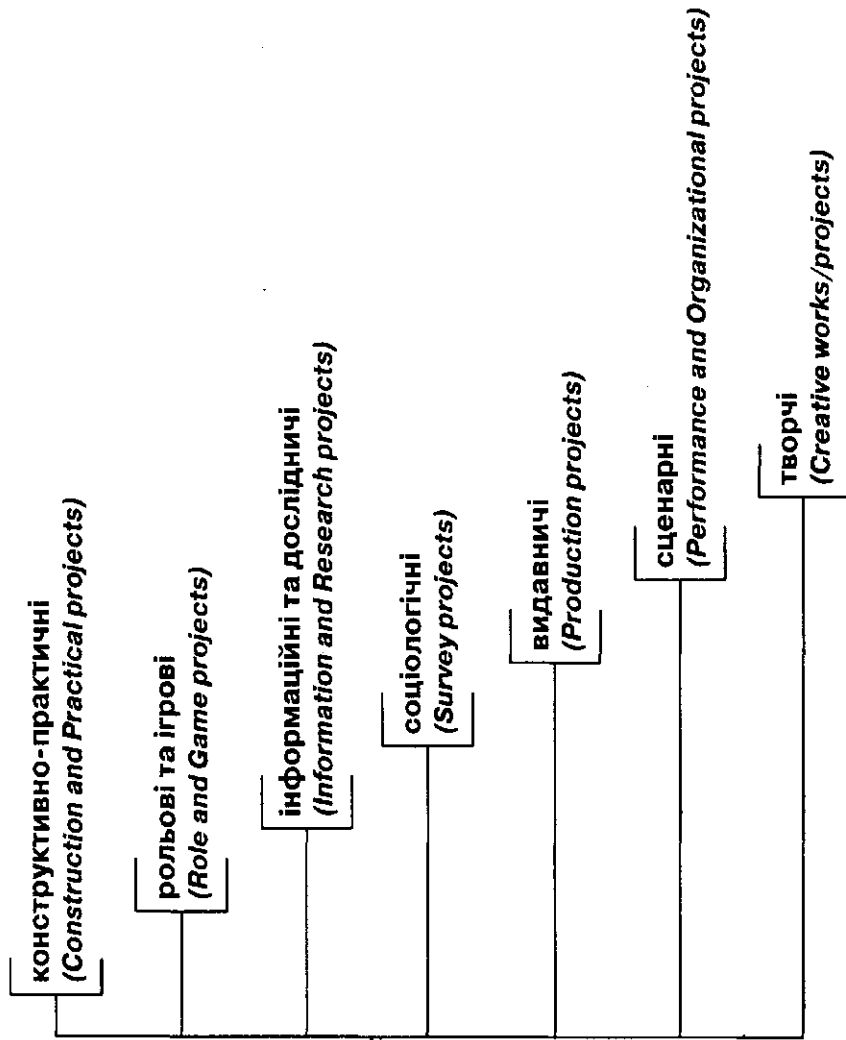 конструктивно-практичні
(Construction and Practical projects)
рольові та ігрові
(Role and Game projects)
інформаційні та дослідничі
(Information and Research projects)
соціологічні
(Survey projects)
видавничі
(Production projects)
сценарні
(Performance and Organizational projects)
творчі
(Creative works/projects)